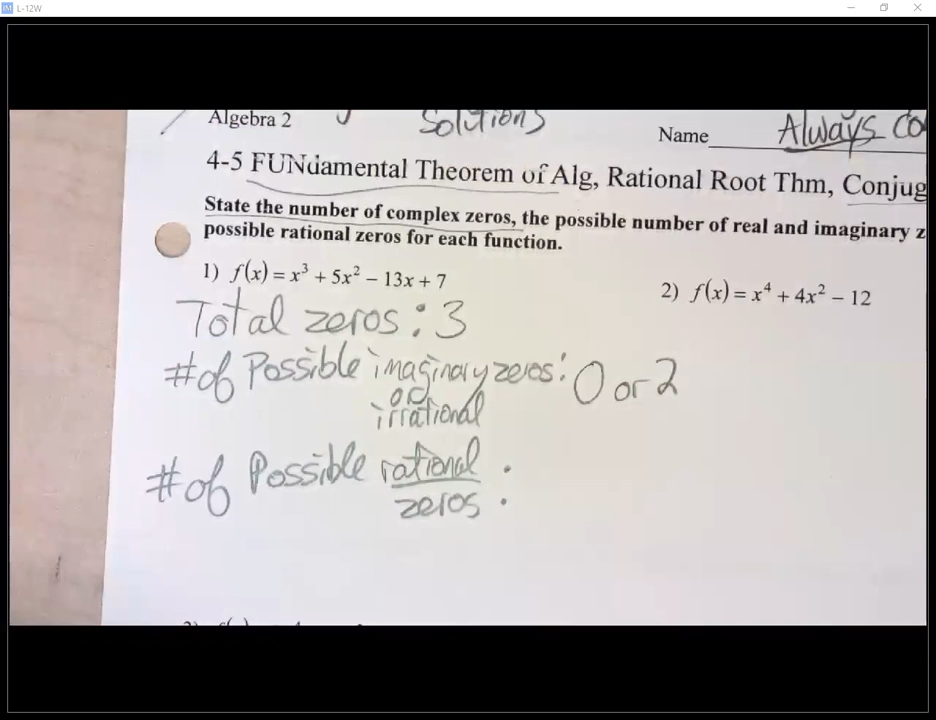 L-12W
Algebra 2
Solutions
Name Always
4-5 FUNdamental Theorem of Alg, Rational Root Thm, Conjug
State the number of complex zeros, the possible number of real and imaginary z
possible rational zeros for each function.
1) f(x) = x³ + 5x² − 13x + 7
2) f(x) = x⁴ + 4x² − 12
Total zeros: 3
# of Possible imaginary zeros: 0 or 2
or
irrational
# of Possible rational :
zeros